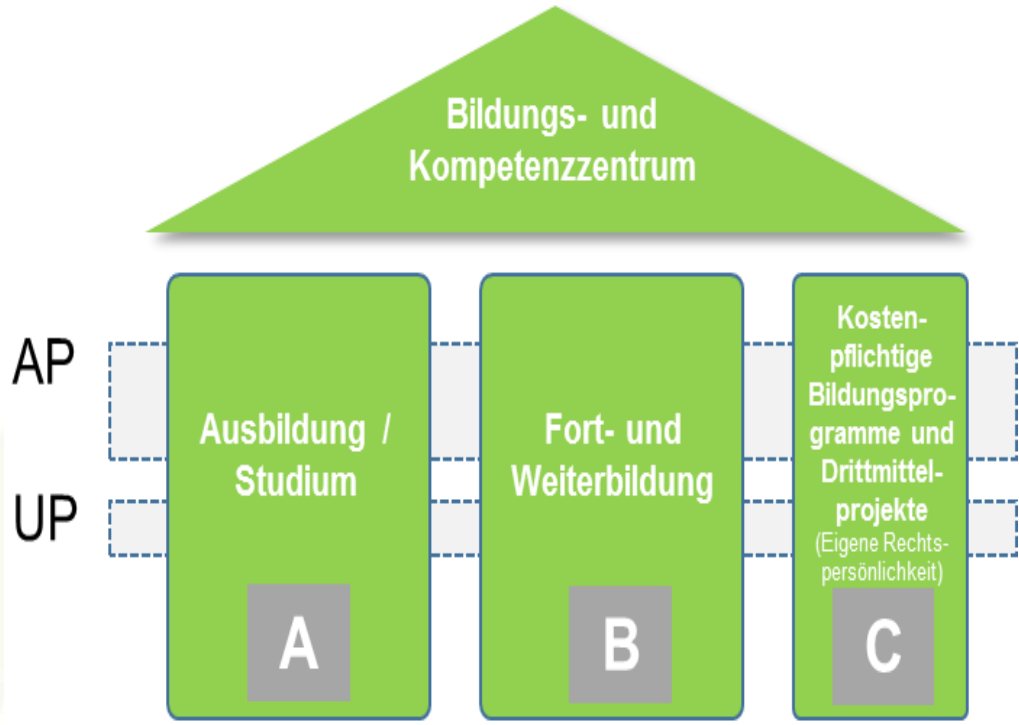 Bildungs- und
Kompetenzzentrum
AP
UP
Ausbildung /
Studium
A
Fort- und
Weiterbildung
B
Kosten-
pflichtige
Bildungspro-
gramme und
Drittmittel-
projekte
(Eigene Rechts-
persönlichkeit)
C